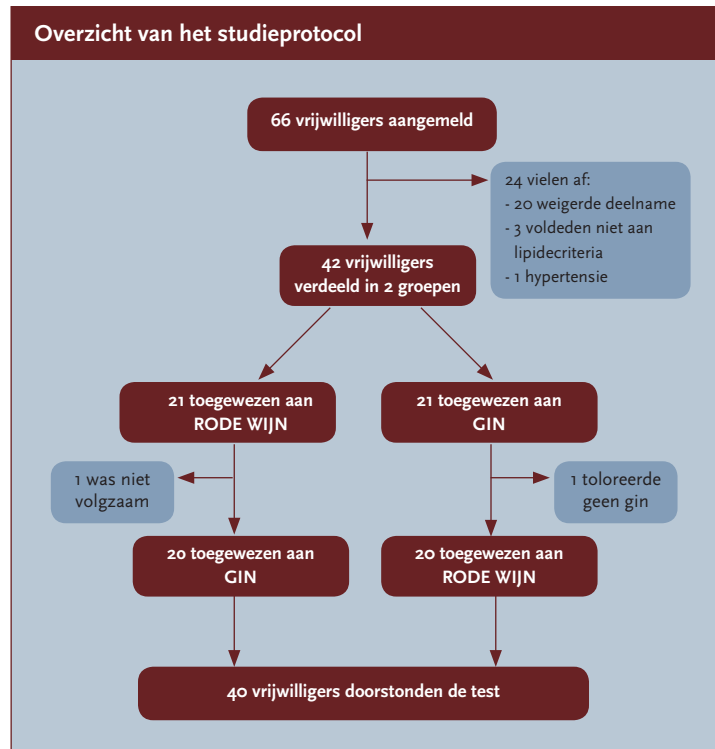 Overzicht van het studieprotocol
66 vrijwilligers aangemeld
24 vielen af:
- 20 weigerde deelname
- 3 voldeden niet aan
lipidecriteria
- 1 hypertensie
42 vrijwilligers
verdeeld in 2 groepen
21 toegewezen aan
RODE WIJN
21 toegewezen aan
GIN
1 was niet
volgzaam
1 toloreerde
geen gin
20 toegewezen aan
GIN
20 toegewezen aan
RODE WIJN
40 vrijwilligers doorstonden de test